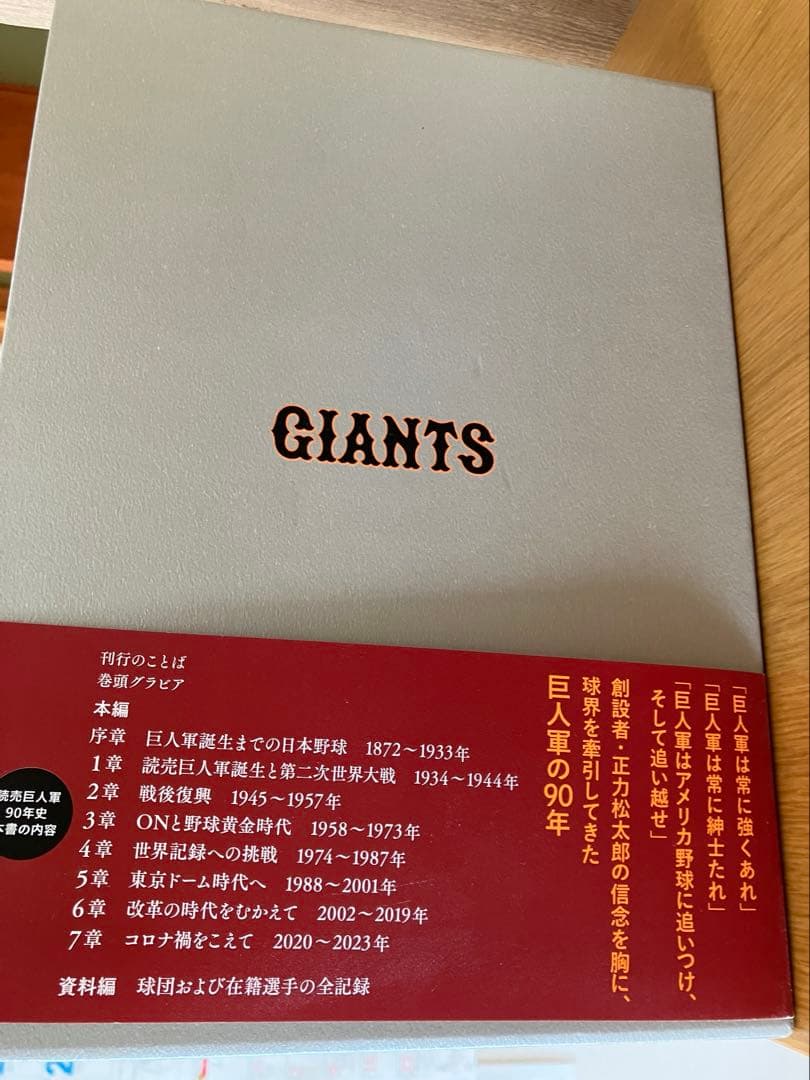 GIANTS
「巨人軍は常に強くあれ」
「巨人軍は常に紳士たれ」
「巨人軍はアメリカ野球に追いつけ、
そして追い越せ」
創設者・正力松太郎の信念を胸に、
球界を牽引してきた
巨人軍の90年
刊行のことば
巻頭グラビア
本編
序章 巨人軍誕生までの日本野球 1872～1933年
1章 読売巨人軍誕生と第二次世界大戦 1934～1944年
2章 戦後復興 1945～1957年
3章 ONと野球黄金時代 1958～1973年
4章 世界記録への挑戦 1974～1987年
5章 東京ドーム時代へ 1988～2001年
6章 改革の時代をむかえて 2002～2019年
7章 コロナ禍をこえて 2020～2023年
資料編 球団および在籍選手の全記録
読売巨人軍
90年史
本書の内容